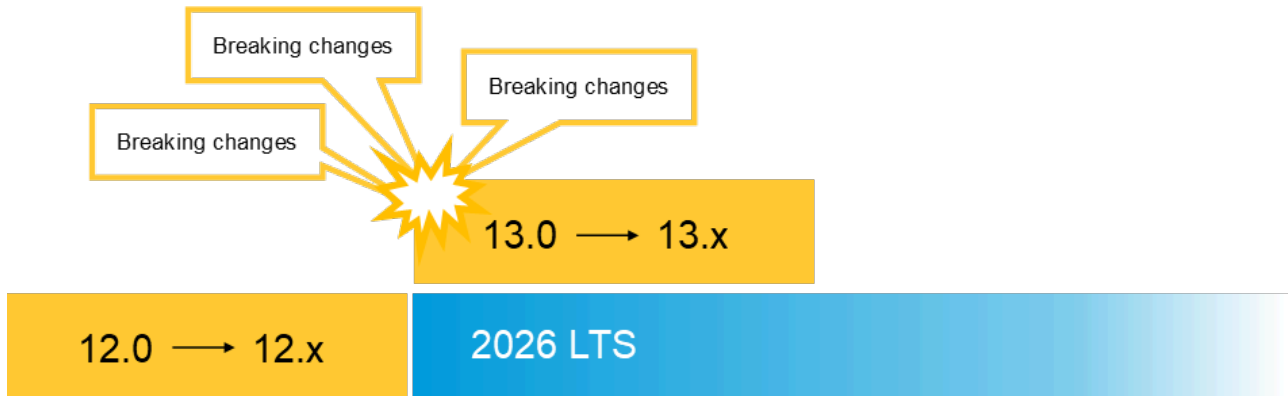 Breaking changes
Breaking changes
Breaking changes
13.0 → 13.x
12.0 → 12.x
2026 LTS